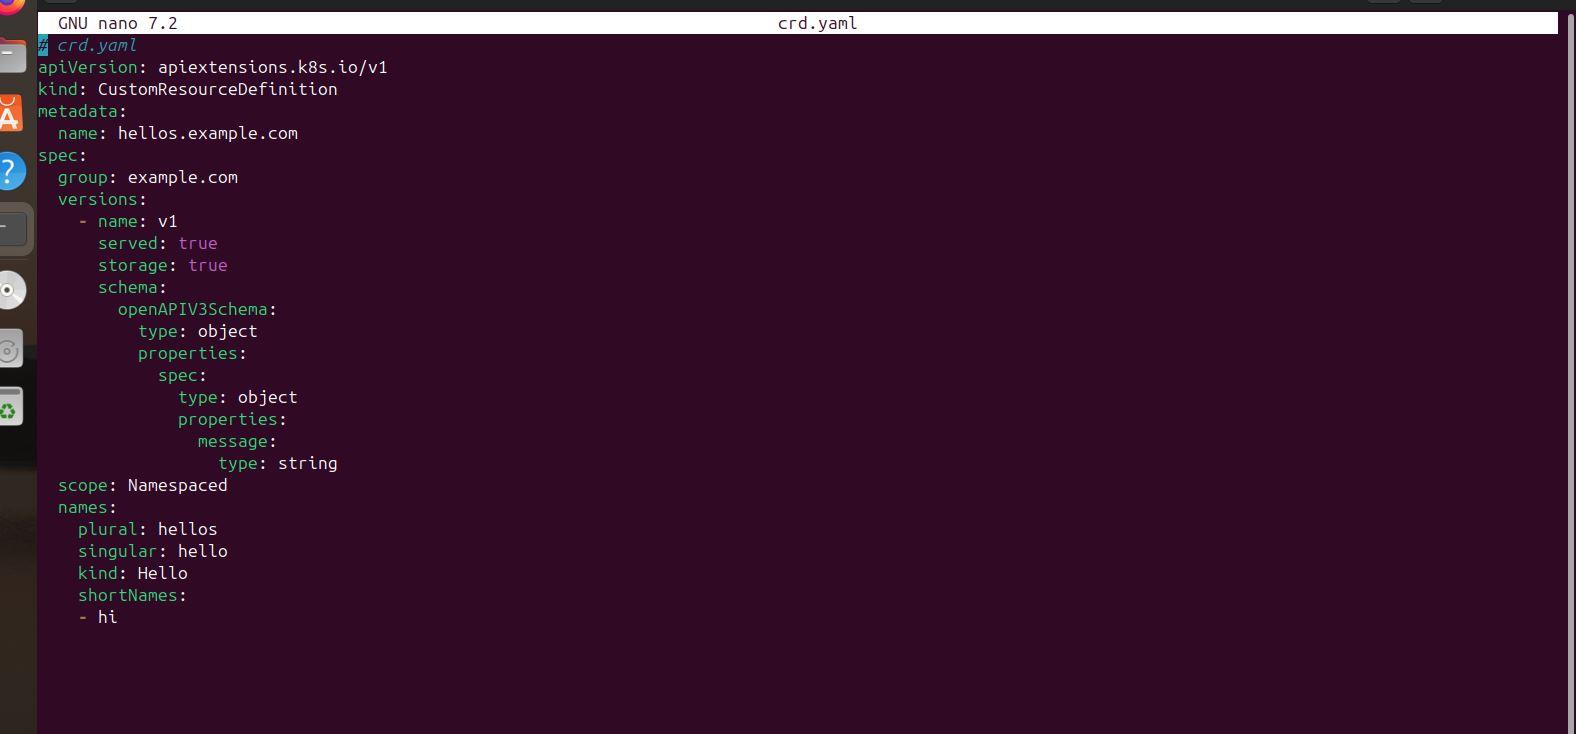 GNU nano 7.2 crd.yaml
# crd.yaml
apiVersion: apiextensions.k8s.io/v1
kind: CustomResourceDefinition
metadata:
  name: hellos.example.com
spec:
  group: example.com
  versions:
    - name: v1
      served: true
      storage: true
      schema:
        openAPIV3Schema:
          type: object
          properties:
            spec:
              type: object
              properties:
                message:
                  type: string
  scope: Namespaced
  names:
    plural: hellos
    singular: hello
    kind: Hello
    shortNames:
    - hi